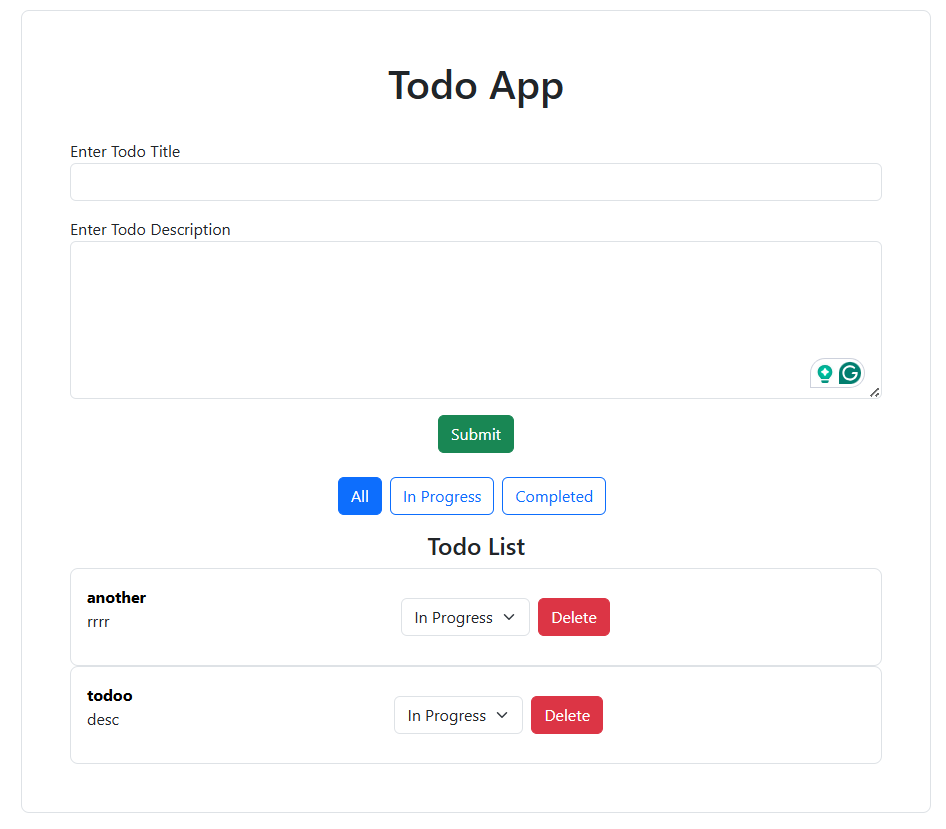 Todo App
Enter Todo Title
Enter Todo Description
Submit
All In Progress Completed
Todo List
another
rrrr
In Progress Delete
todoo
desc
In Progress Delete